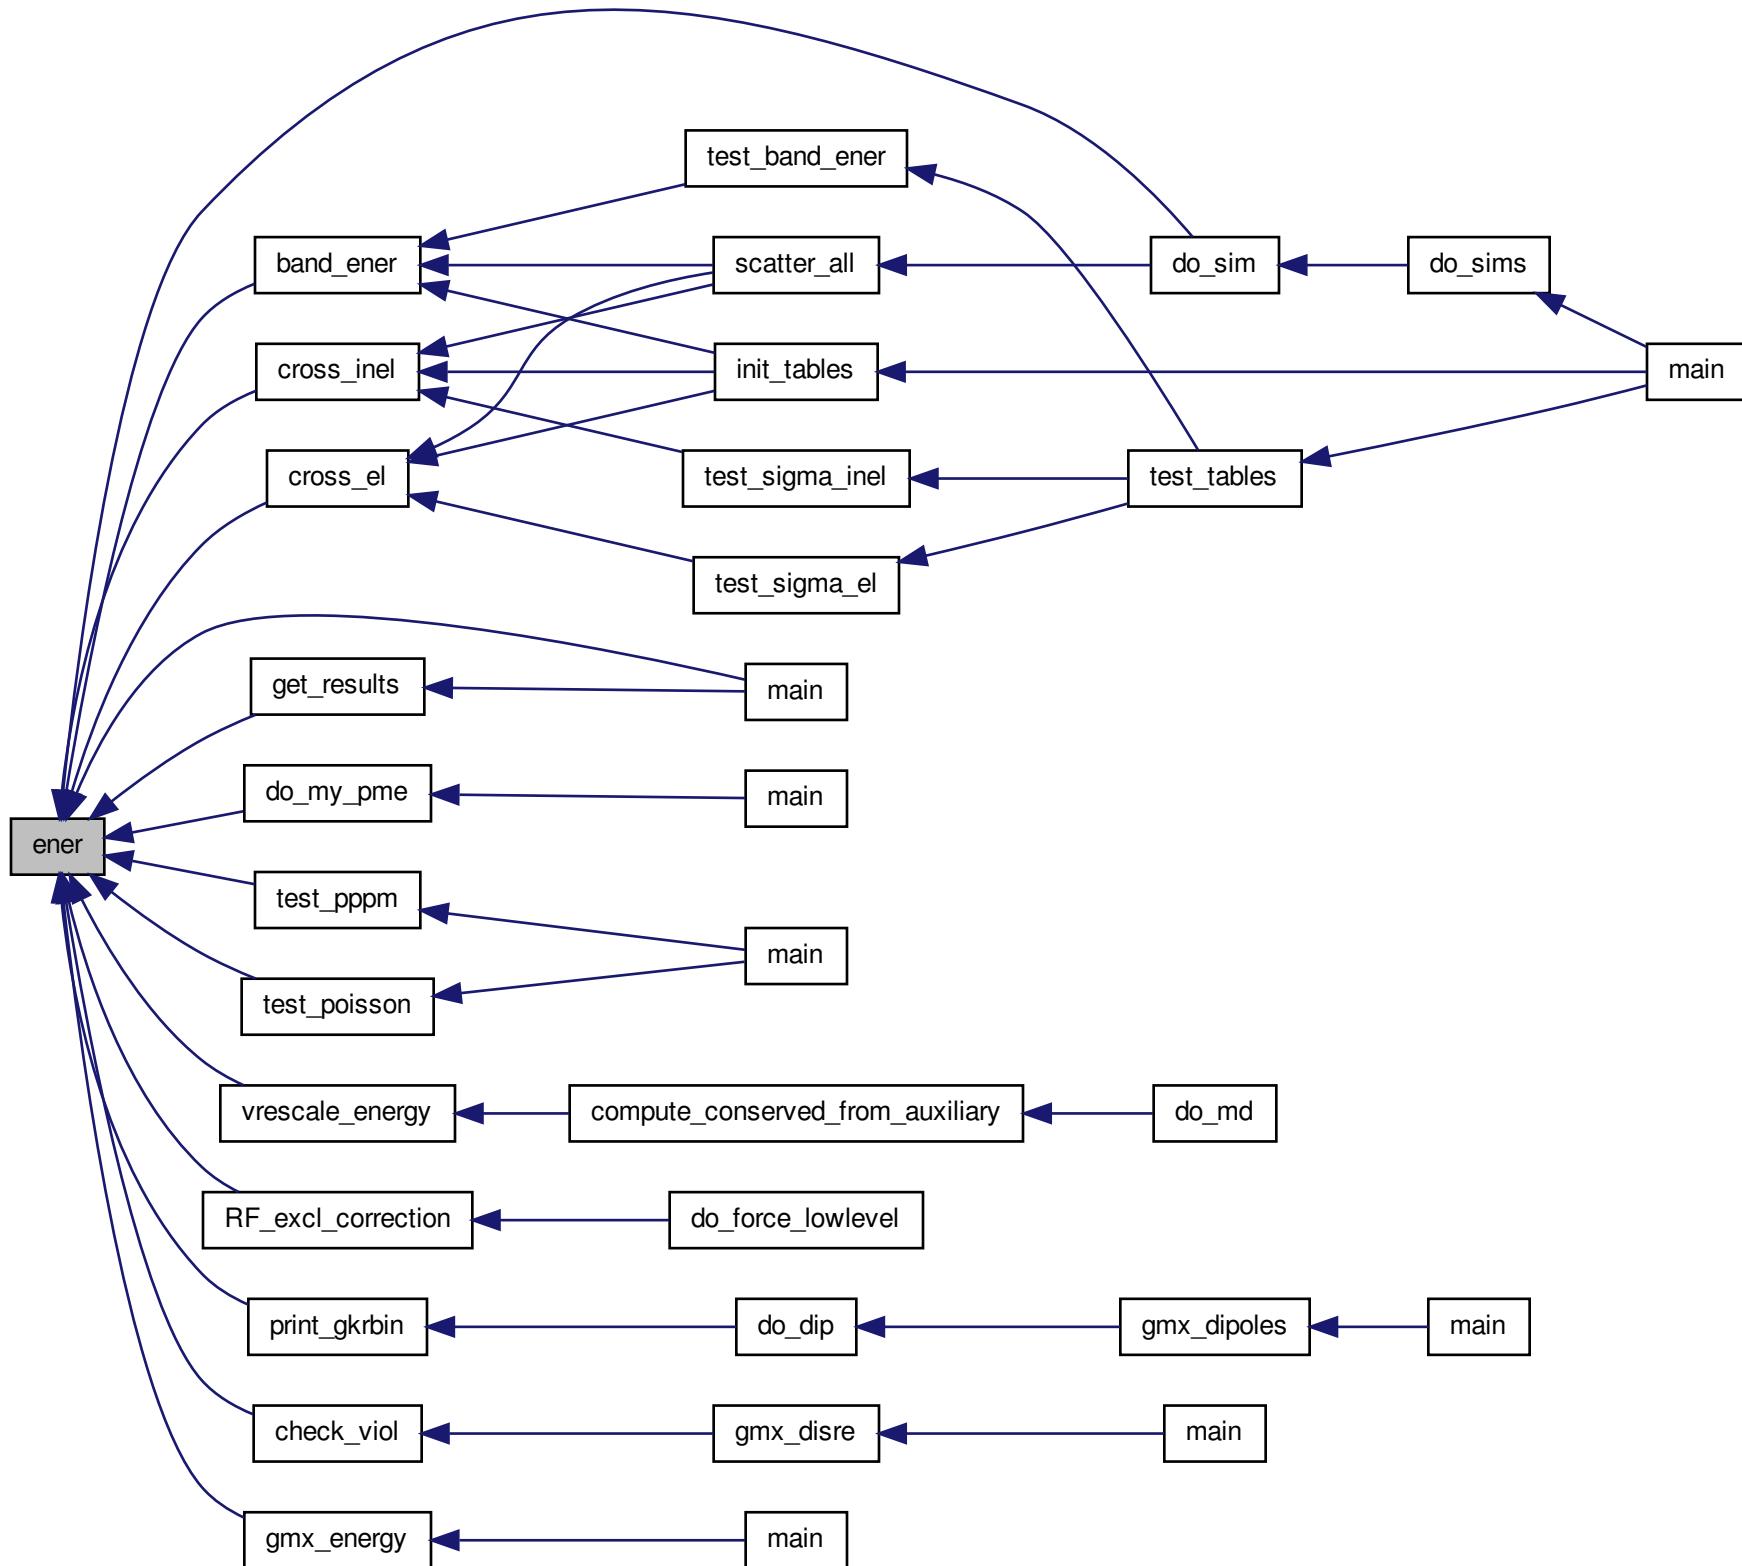 test_band_ener
band_ener
scatter_all
do_sim
do_sims
cross_inel
init_tables
main
cross_el
test_sigma_inel
test_tables
test_sigma_el
get_results
main
do_my_pme
main
ener
test_pppm
main
test_poisson
vrescale_energy
compute_conserved_from_auxiliary
do_md
RF_excl_correction
do_force_lowlevel
print_gkrbin
do_dip
gmx_dipoles
main
check_viol
gmx_disre
main
gmx_energy
main